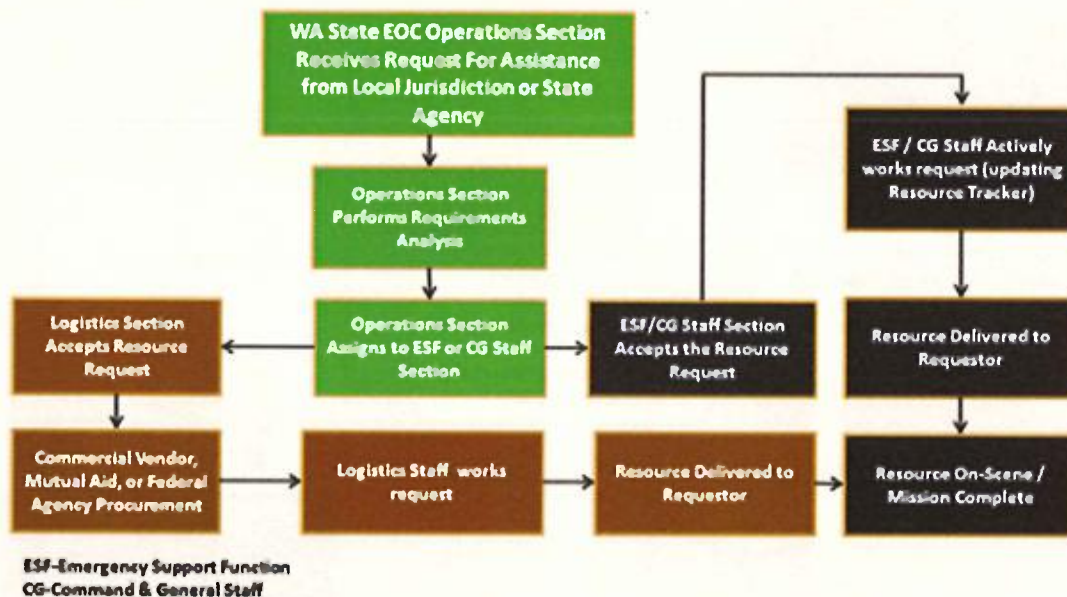 WA State EOC Operations Section
Receives Request For Assistance
from Local Jurisdiction or State
Agency
Operations Section
Performs Requirements
Analysis
Operations Section
Assigns to ESF or CG Staff
Section
Logistics Section
Accepts Resource
Request
Commercial Vendor,
Mutual Aid, or Federal
Agency Procurement
Logistics Staff works
request
Resource Delivered to
Requestor
ESF/CG Staff Section
Accepts the Resource
Request
ESF / CG Staff Actively
works request (updating
Resource Tracker)
Resource Delivered to
Requestor
Resource On-Scene /
Mission Complete
ESF-Emergency Support Function
CG-Command & General Staff